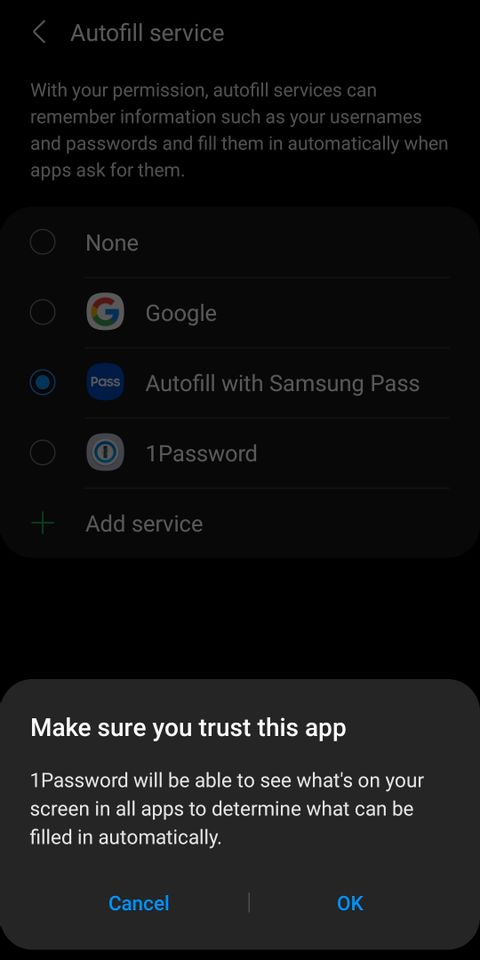 Autofill service
With your permission, autofill services can
remember information such as your usernames
and passwords and fill them in automatically when
apps ask for them.
None
Google
Pass
Autofill with Samsung Pass
1Password
Add service
Make sure you trust this app
1Password will be able to see what's on your
screen in all apps to determine what can be
filled in automatically.
Cancel
OK